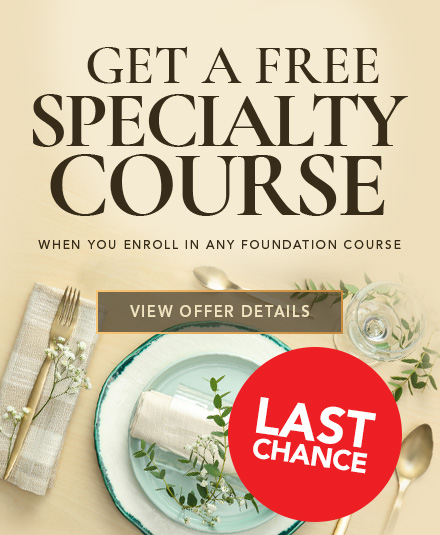 GET A FREE
SPECIALTY
COURSE
WHEN YOU ENROLL IN ANY FOUNDATION COURSE
VIEW OFFER DETAILS
LAST
CHANCE